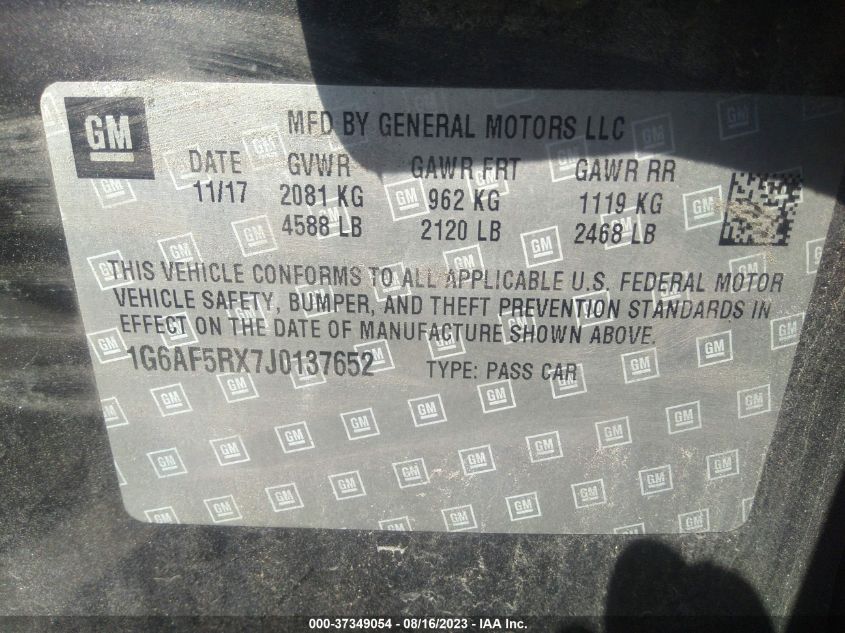 GM
MFD BY GENERAL MOTORS LLC
DATE GVWR GAWR FRT GAWR RR
11/17 2081 KG 962 KG 1119 KG
4588 LB 2120 LB 2468 LB
THIS VEHICLE CONFORMS TO ALL APPLICABLE U.S. FEDERAL MOTOR
VEHICLE SAFETY, BUMPER, AND THEFT PREVENTION STANDARDS IN
EFFECT ON THE DATE OF MANUFACTURE SHOWN ABOVE.
1G6AF5RX7J0137652 TYPE: PASS CAR
000-37349054 - 08/16/2023 - IAA Inc.